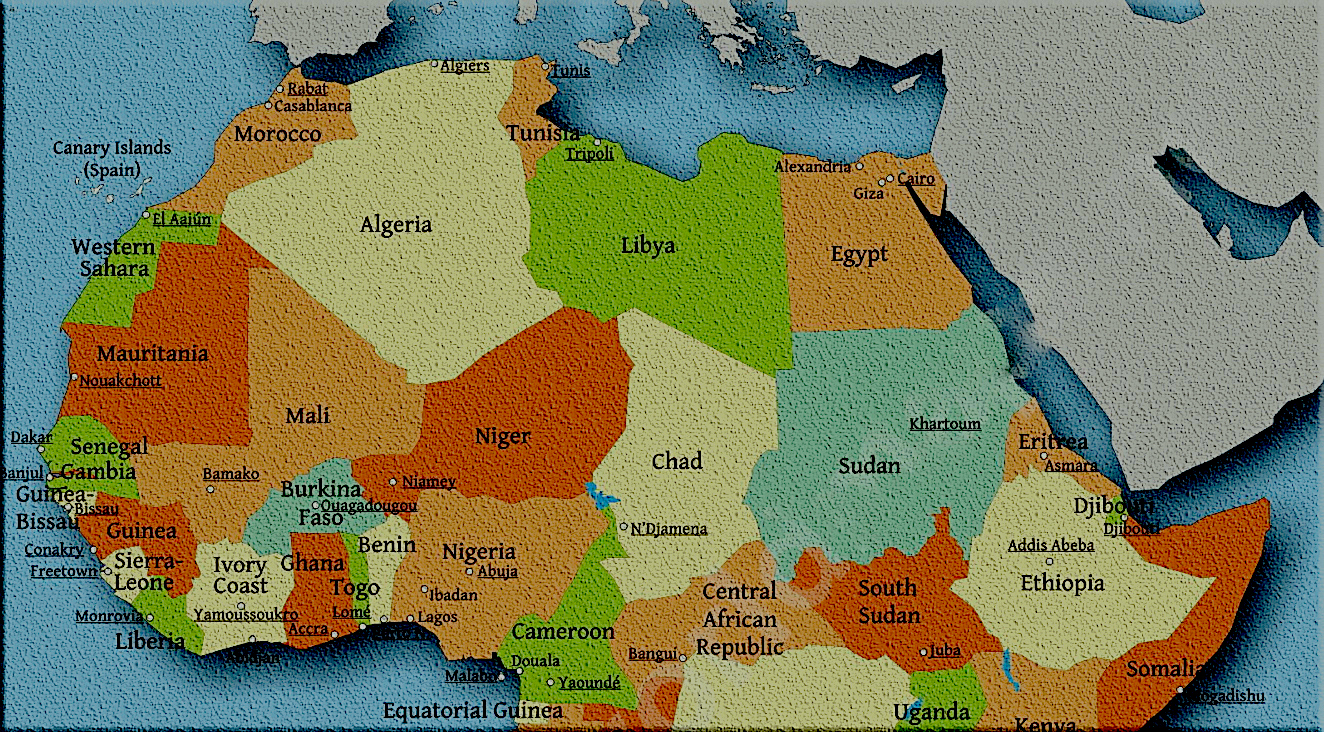 Algiers
Tunis
Rabat
Casablanca
Morocco
Tunisia
Canary Islands
(Spain)
Tripoli
Alexandria
Giza
Cairo
El Aaiún
Western
Sahara
Algeria
Libya
Egypt
Mauritania
Nouakchott
Mali
Niger
Chad
Sudan
Khartoum
Eritrea
Asmara
Dakar
Senegal
Banjul
Gambia
Guinea-
Bissau
Bissau
Bamako
Burkina
Faso
Ouagadougou
Niamey
N'Djamena
Djibouti
Djibouti
Guinea
Conakry
Freetown
Sierra-
Leone
Ivory
Coast
Yamoussoukro
Ghana
Togo
Benin
Nigeria
Abuja
Ibadan
Lagos
Lomé
Accra
Monrovia
Liberia
Abidjan
Cameroon
Douala
Malabo
Yaoundé
Equatorial Guinea
Central
African
Republic
Bangui
South
Sudan
Juba
Addis Abeba
Ethiopia
Somalia
Mogadishu
Uganda
Kenya